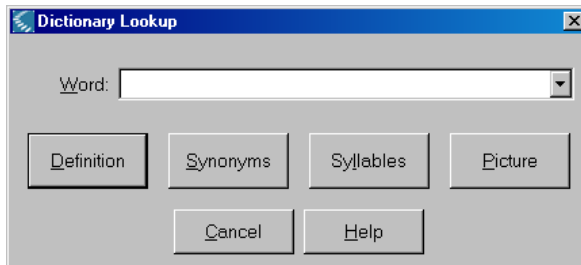 Dictionary Lookup
Word:
Definition Synonyms Syllables Picture
Cancel Help